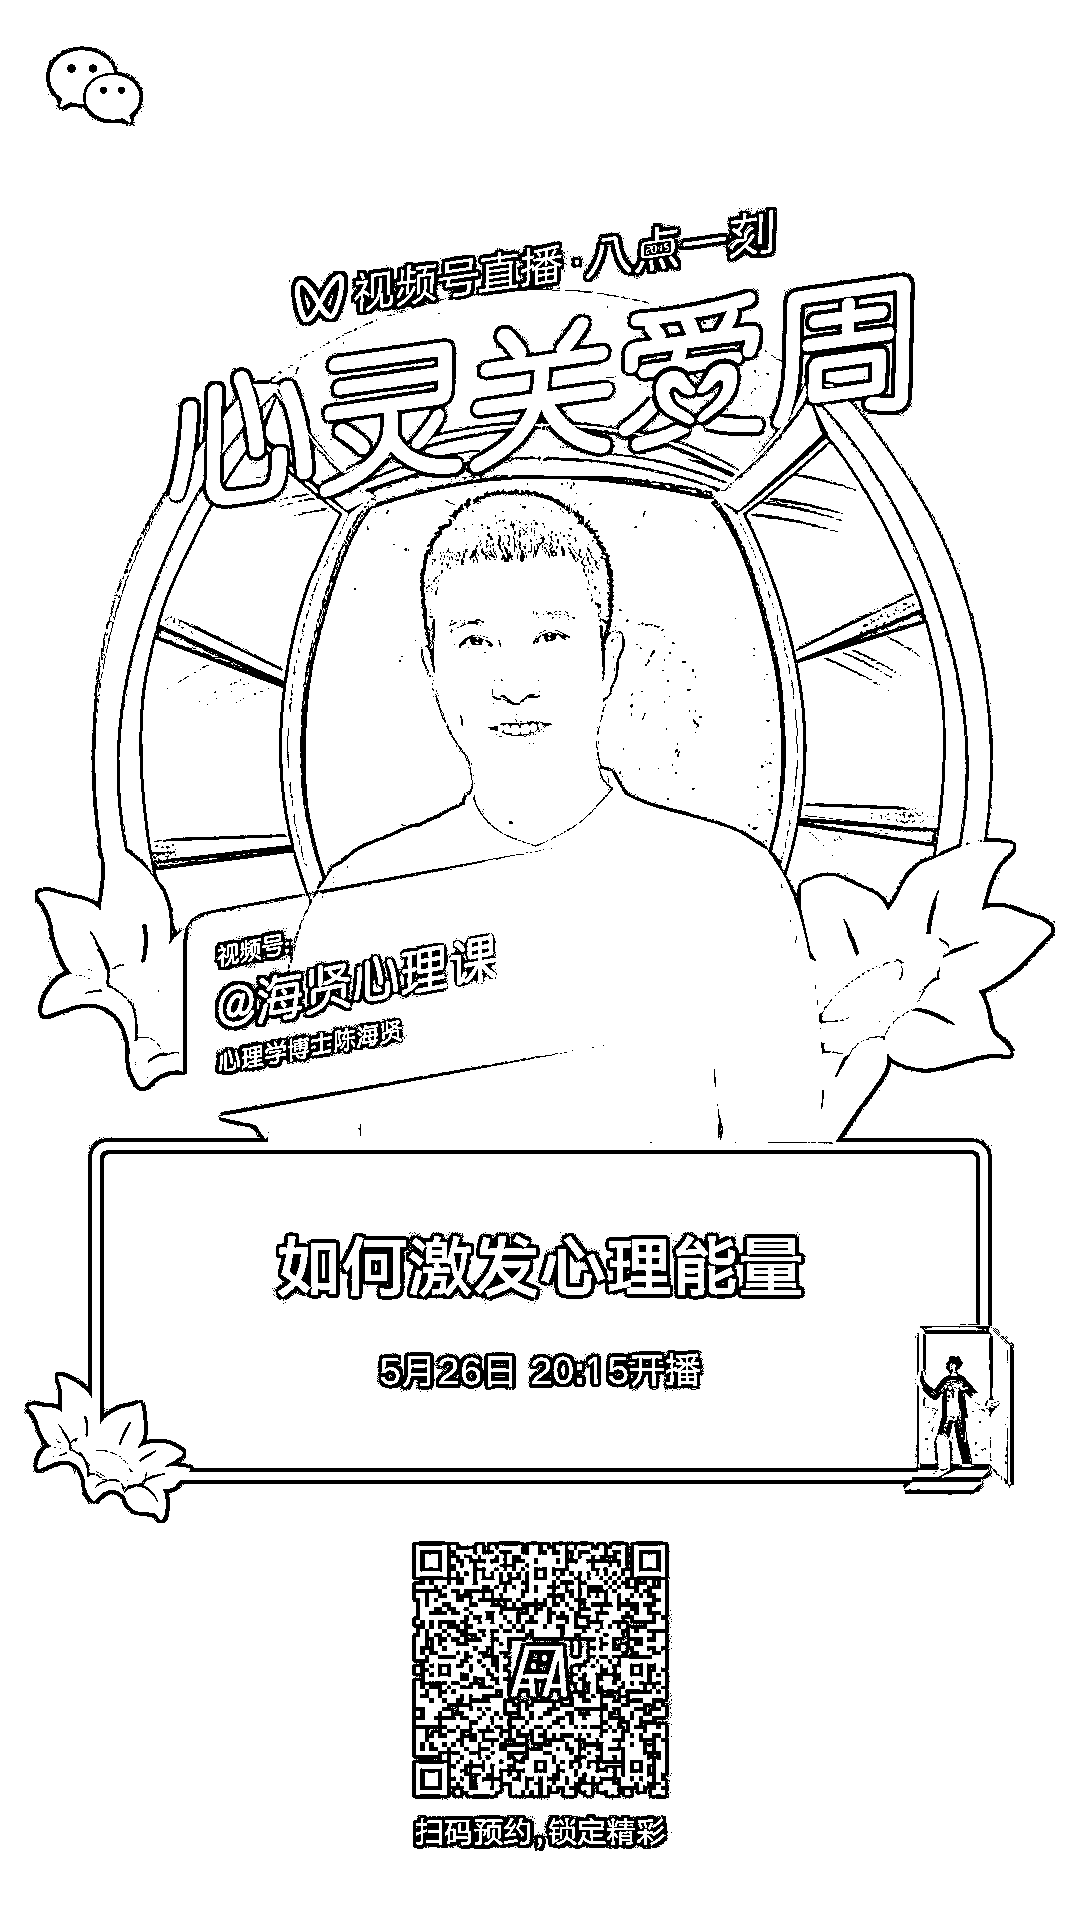 视频号直播·八点一刻
心灵关爱周
视频号:
@海贤心理课
心理学博士陈海贤
如何激发心理能量
5月26日 20:15开播
扫码预约,锁定精彩